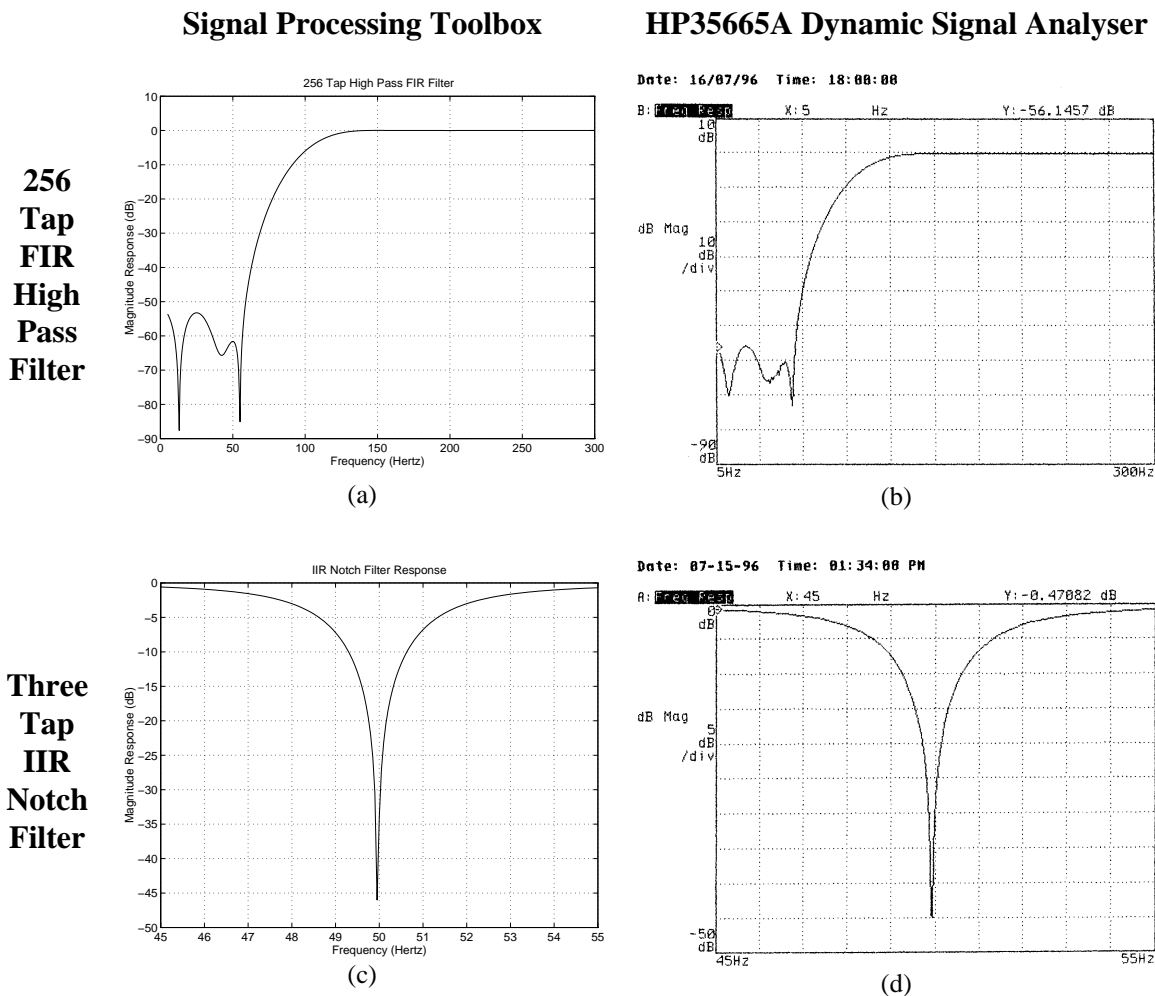 Signal Processing Toolbox
HP35665A Dynamic Signal Analyser
256
Tap
FIR
High
Pass
Filter
256 Tap High Pass FIR Filter
10
0
−10
−20
−30
−40
−50
−60
−70
−80
−90
Magnitude Response (dB)
0 50 100 150 200 250 300
Frequency (Hertz)
(a)
Date: 16/07/96 Time: 18:00:00
B: Freq Resp X:5 Hz Y:-56.1457 dB
10
dB
dB Mag
10
dB
/div
-90
dB
5Hz 300Hz
(b)
Three
Tap
IIR
Notch
Filter
IIR Notch Filter Response
0
−5
−10
−15
−20
−25
−30
−35
−40
−45
−50
Magnitude Response (dB)
45 46 47 48 49 50 51 52 53 54 55
Frequency (Hertz)
(c)
Date: 07-15-96 Time: 01:34:00 PM
A: Freq Resp X:45 Hz Y:-0.47082 dB
0
dB
dB Mag
5
dB
/div
-50
dB
45Hz 55Hz
(d)